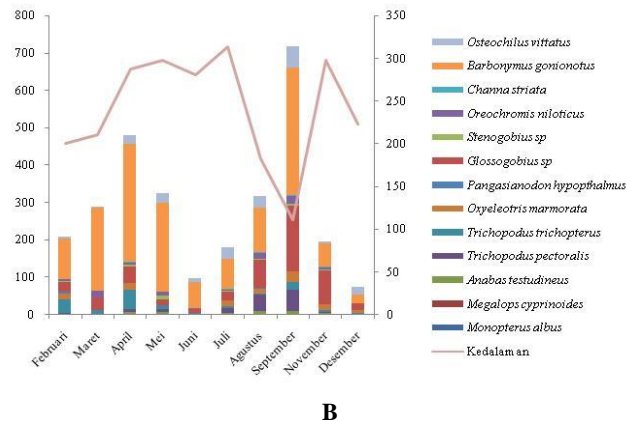 800
700
600
500
400
300
200
100
0
350
300
250
200
150
100
50
0
Februari
Maret
April
Mei
Juni
Juli
Agustus
September
November
Desember
Osteochilus vittatus
Barbonymus gonionotus
Channa striata
Oreochromis niloticus
Stenogobius sp
Glossogobius sp
Pangasianodon hypopthalmus
Oxyeleotris marmorata
Trichopodus trichopterus
Trichopodus pectoralis
Anabas testudineus
Megalops cyprinoides
Monopterus albus
Kedalaman
B